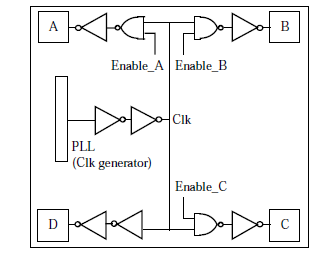 A
B
Enable_A
Enable_B
Clk
PLL
(Clk generator)
Enable_C
D
C